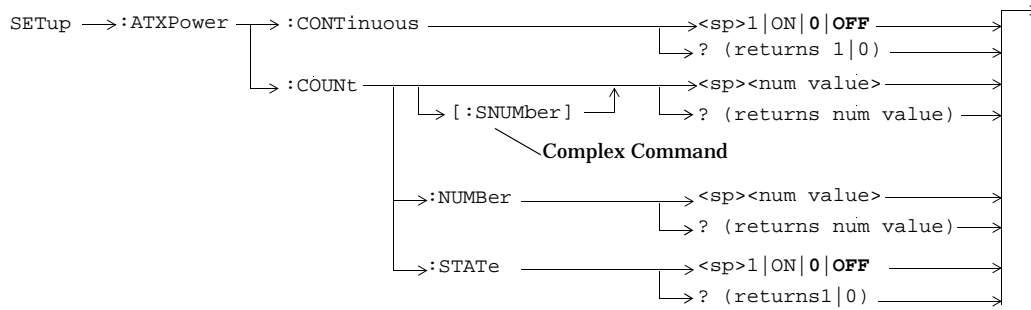 SETup :ATXPower :CONTinuous <sp>1|ON|0|OFF
? (returns 1|0)
:COUNt <sp><num value>
[:SNUMber] ? (returns num value)
Complex Command
:NUMBer <sp><num value>
? (returns num value)
:STATe <sp>1|ON|0|OFF
? (returns1|0)